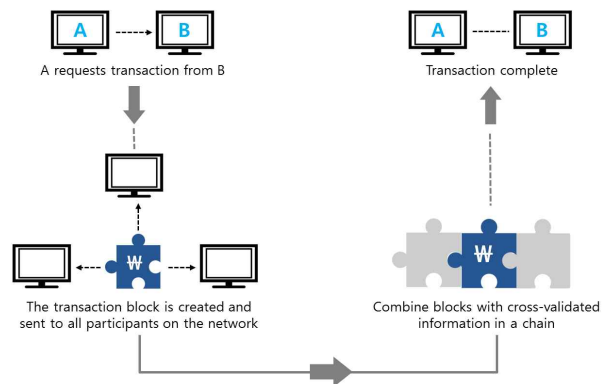 A
B
A requests transaction from B
₩
The transaction block is created and
sent to all participants on the network
₩
Combine blocks with cross-validated
information in a chain
A
B
Transaction complete